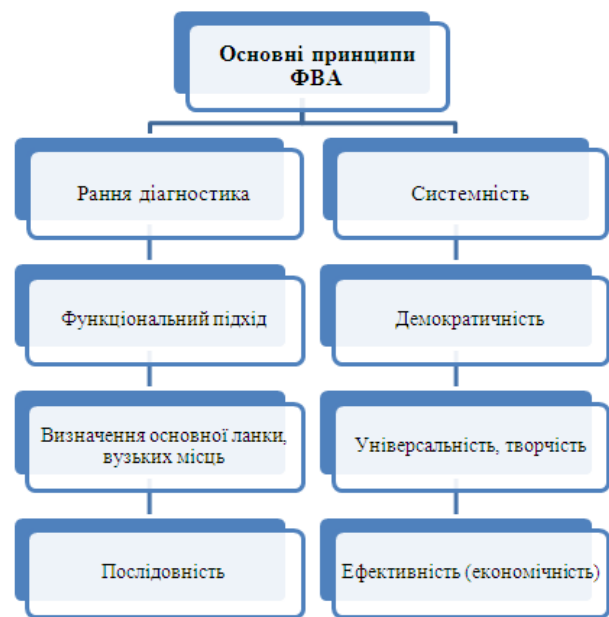 Основні принципи
ФВА
Рання діагностика
Системність
Функціональний підхід
Демократичність
Визначення основної ланки,
вузьких місць
Універсальність, творчість
Послідовність
Ефективність (економічність)